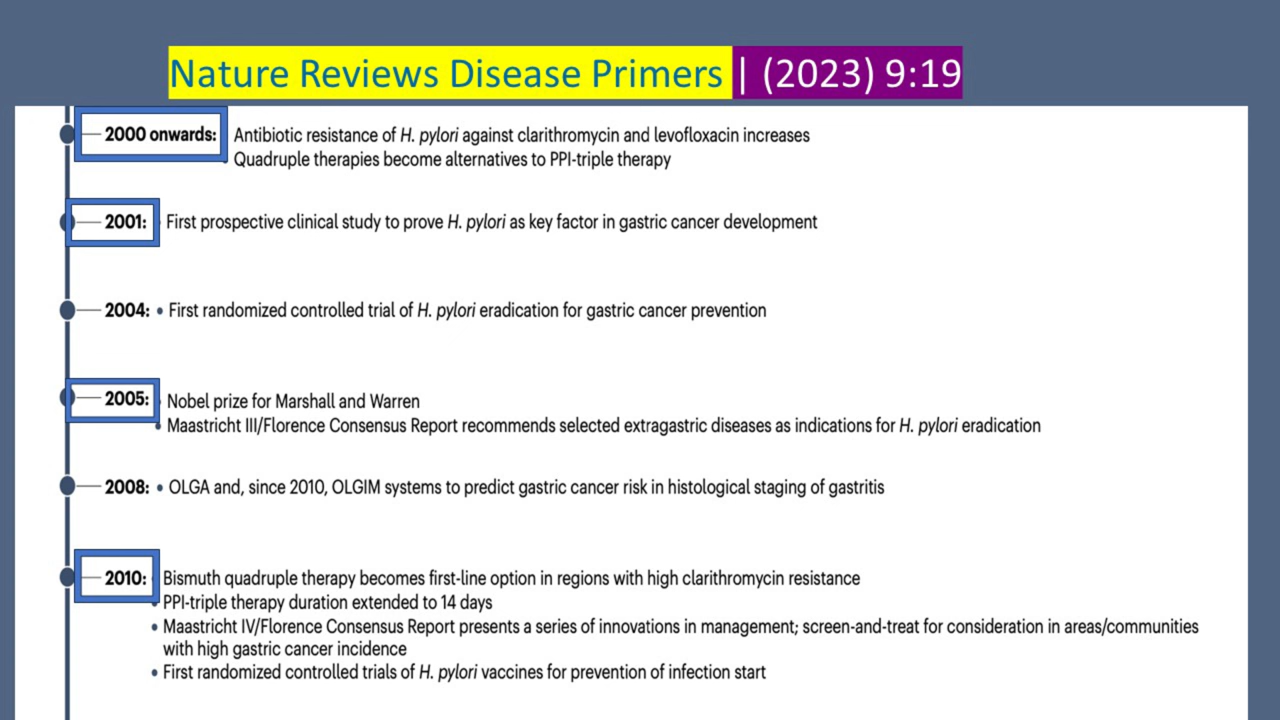 Nature Reviews Disease Primers | (2023) 9:19
2000 onwards: Antibiotic resistance of H. pylori against clarithromycin and levofloxacin increases
Quadruple therapies become alternatives to PPI-triple therapy
2001: First prospective clinical study to prove H. pylori as key factor in gastric cancer development
2004: • First randomized controlled trial of H. pylori eradication for gastric cancer prevention
2005: Nobel prize for Marshall and Warren
• Maastricht III/Florence Consensus Report recommends selected extragastric diseases as indications for H. pylori eradication
2008: • OLGA and, since 2010, OLGIM systems to predict gastric cancer risk in histological staging of gastritis
2010: Bismuth quadruple therapy becomes first-line option in regions with high clarithromycin resistance
• PPI-triple therapy duration extended to 14 days
• Maastricht IV/Florence Consensus Report presents a series of innovations in management; screen-and-treat for consideration in areas/communities
with high gastric cancer incidence
• First randomized controlled trials of H. pylori vaccines for prevention of infection start